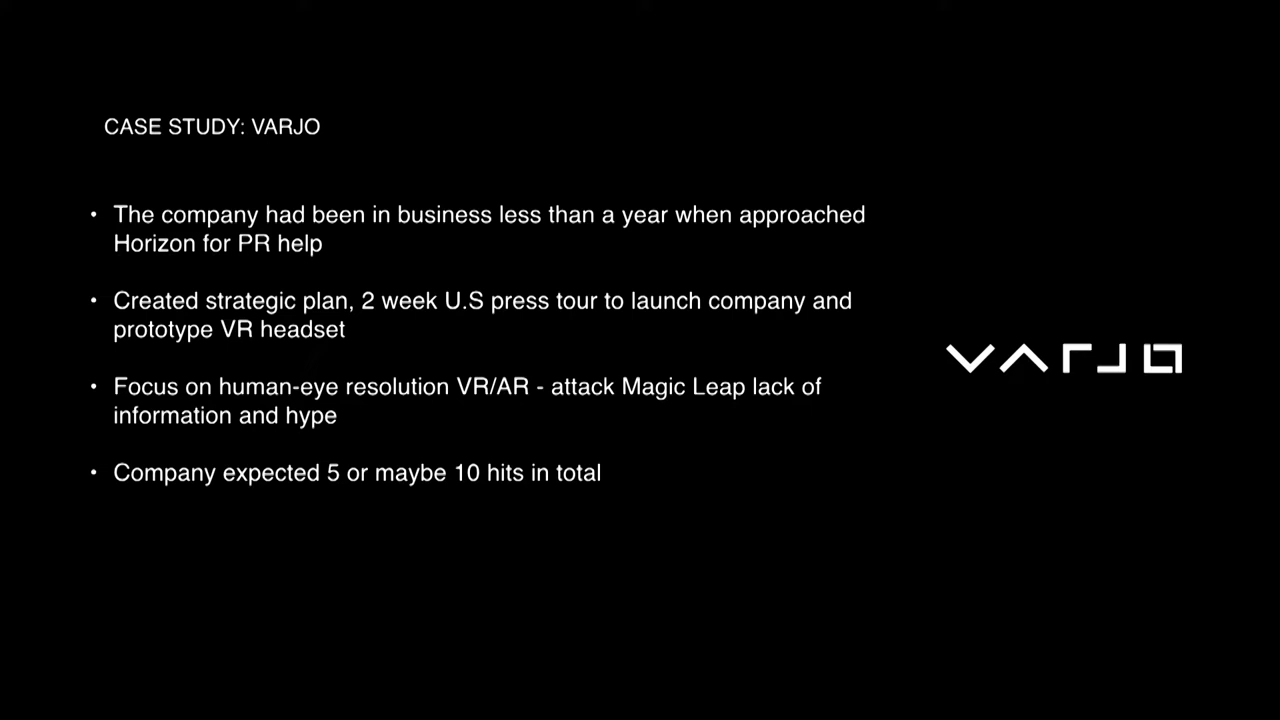 CASE STUDY: VARJO
• The company had been in business less than a year when approached
Horizon for PR help
• Created strategic plan, 2 week U.S press tour to launch company and
prototype VR headset
• Focus on human-eye resolution VR/AR - attack Magic Leap lack of
information and hype
• Company expected 5 or maybe 10 hits in total
VARJO